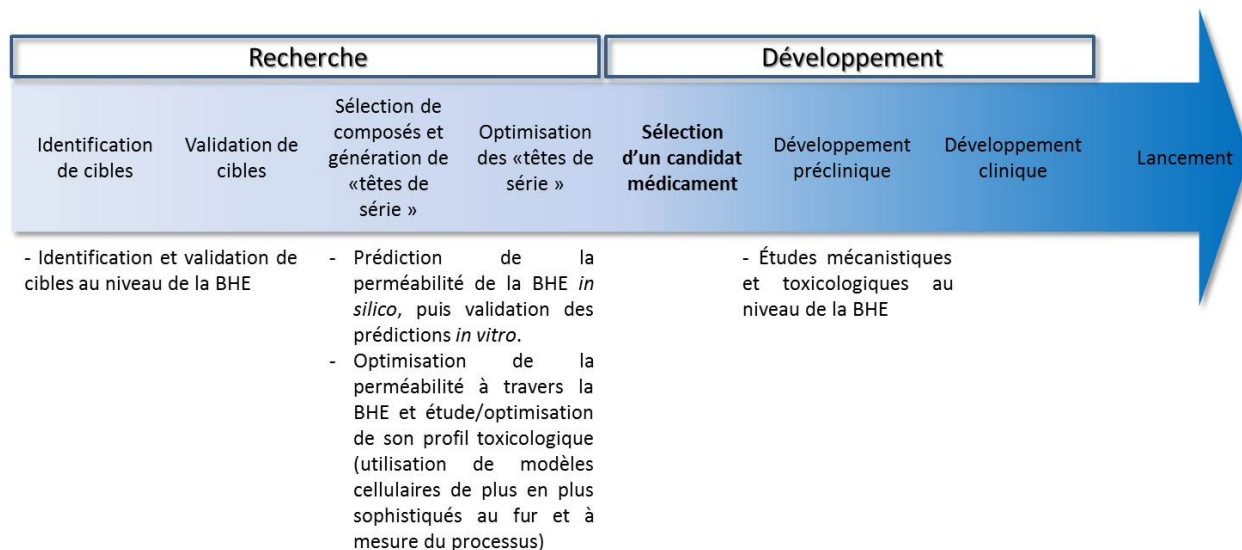 Recherche
Développement
Identification
de cibles
Validation de
cibles
Sélection de
composés et
génération de
«têtes de
série »
Optimisation
des «têtes de
série »
Sélection
d’un candidat
médicament
Développement
préclinique
Développement
clinique
Lancement
- Identification et validation de
cibles au niveau de la BHE
- Prédiction de la
perméabilité de la BHE in
silico, puis validation des
prédictions in vitro.
- Optimisation de la
perméabilité à travers la
BHE et étude/optimisation
de son profil toxicologique
(utilisation de modèles
cellulaires de plus en plus
sophistiqués au fur et à
mesure du processus)
- Études mécanistiques
et toxicologiques au
niveau de la BHE